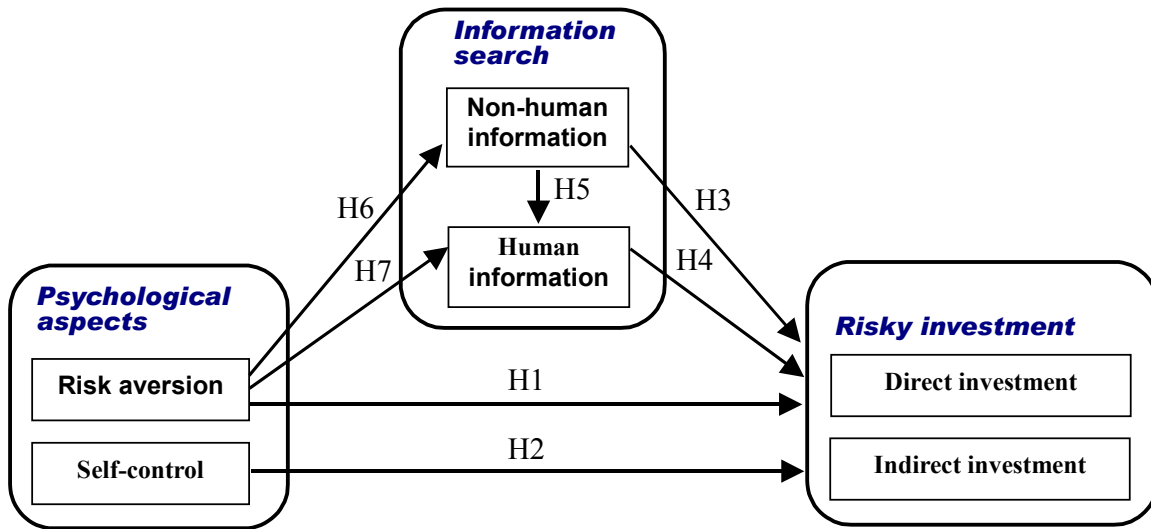 Information
search
Non-human
information
H5
Human
information
H6
H7
H3
H4
Psychological
aspects
Risk aversion
Self-control
H1
H2
Risky investment
Direct investment
Indirect investment